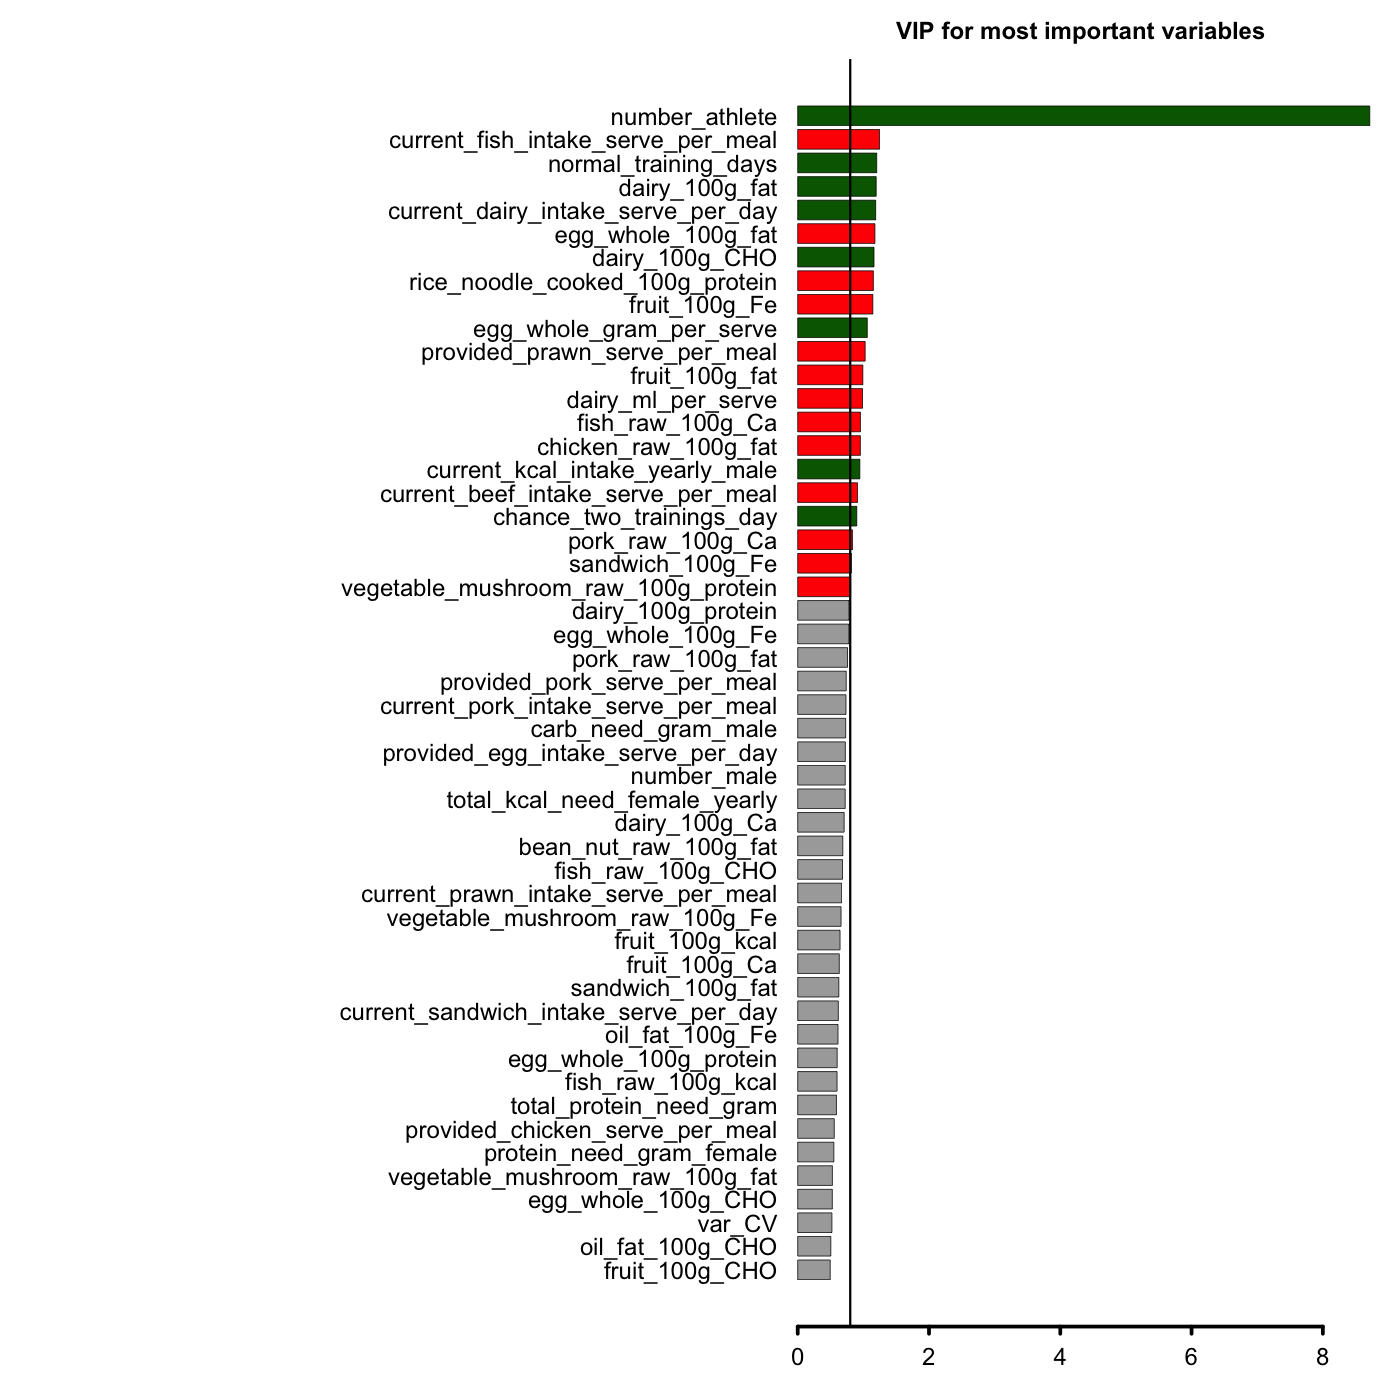 VIP for most important variables
number_athlete
current_fish_intake_serve_per_meal
normal_training_days
dairy_100g_fat
current_dairy_intake_serve_per_day
egg_whole_100g_fat
dairy_100g_CHO
rice_noodle_cooked_100g_protein
fruit_100g_Fe
egg_whole_gram_per_serve
provided_prawn_serve_per_meal
fruit_100g_fat
dairy_ml_per_serve
fish_raw_100g_Ca
chicken_raw_100g_fat
current_kcal_intake_yearly_male
current_beef_intake_serve_per_meal
chance_two_trainings_day
pork_raw_100g_Ca
sandwich_100g_Fe
vegetable_mushroom_raw_100g_protein
dairy_100g_protein
egg_whole_100g_Fe
pork_raw_100g_fat
provided_pork_serve_per_meal
current_pork_intake_serve_per_meal
carb_need_gram_male
provided_egg_intake_serve_per_day
number_male
total_kcal_need_female_yearly
dairy_100g_Ca
bean_nut_raw_100g_fat
fish_raw_100g_CHO
current_prawn_intake_serve_per_meal
vegetable_mushroom_raw_100g_Fe
fruit_100g_kcal
fruit_100g_Ca
sandwich_100g_fat
current_sandwich_intake_serve_per_day
oil_fat_100g_Fe
egg_whole_100g_protein
fish_raw_100g_kcal
total_protein_need_gram
provided_chicken_serve_per_meal
protein_need_gram_female
vegetable_mushroom_raw_100g_fat
egg_whole_100g_CHO
var_CV
oil_fat_100g_CHO
fruit_100g_CHO
0 2 4 6 8